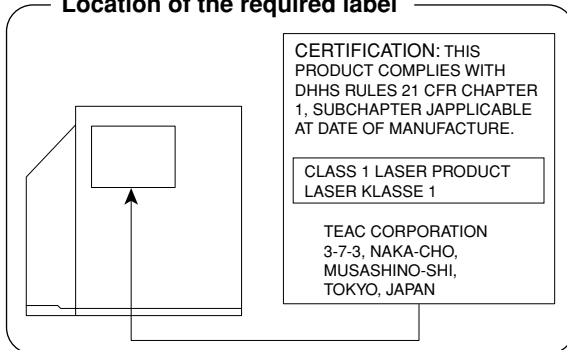 Location of the required label
CERTIFICATION: THIS
PRODUCT COMPLIES WITH
DHHS RULES 21 CFR CHAPTER
1, SUBCHAPTER JAPPLICABLE
AT DATE OF MANUFACTURE.
CLASS 1 LASER PRODUCT
LASER KLASSE 1
TEAC CORPORATION
3-7-3, NAKA-CHO,
MUSASHINO-SHI,
TOKYO, JAPAN